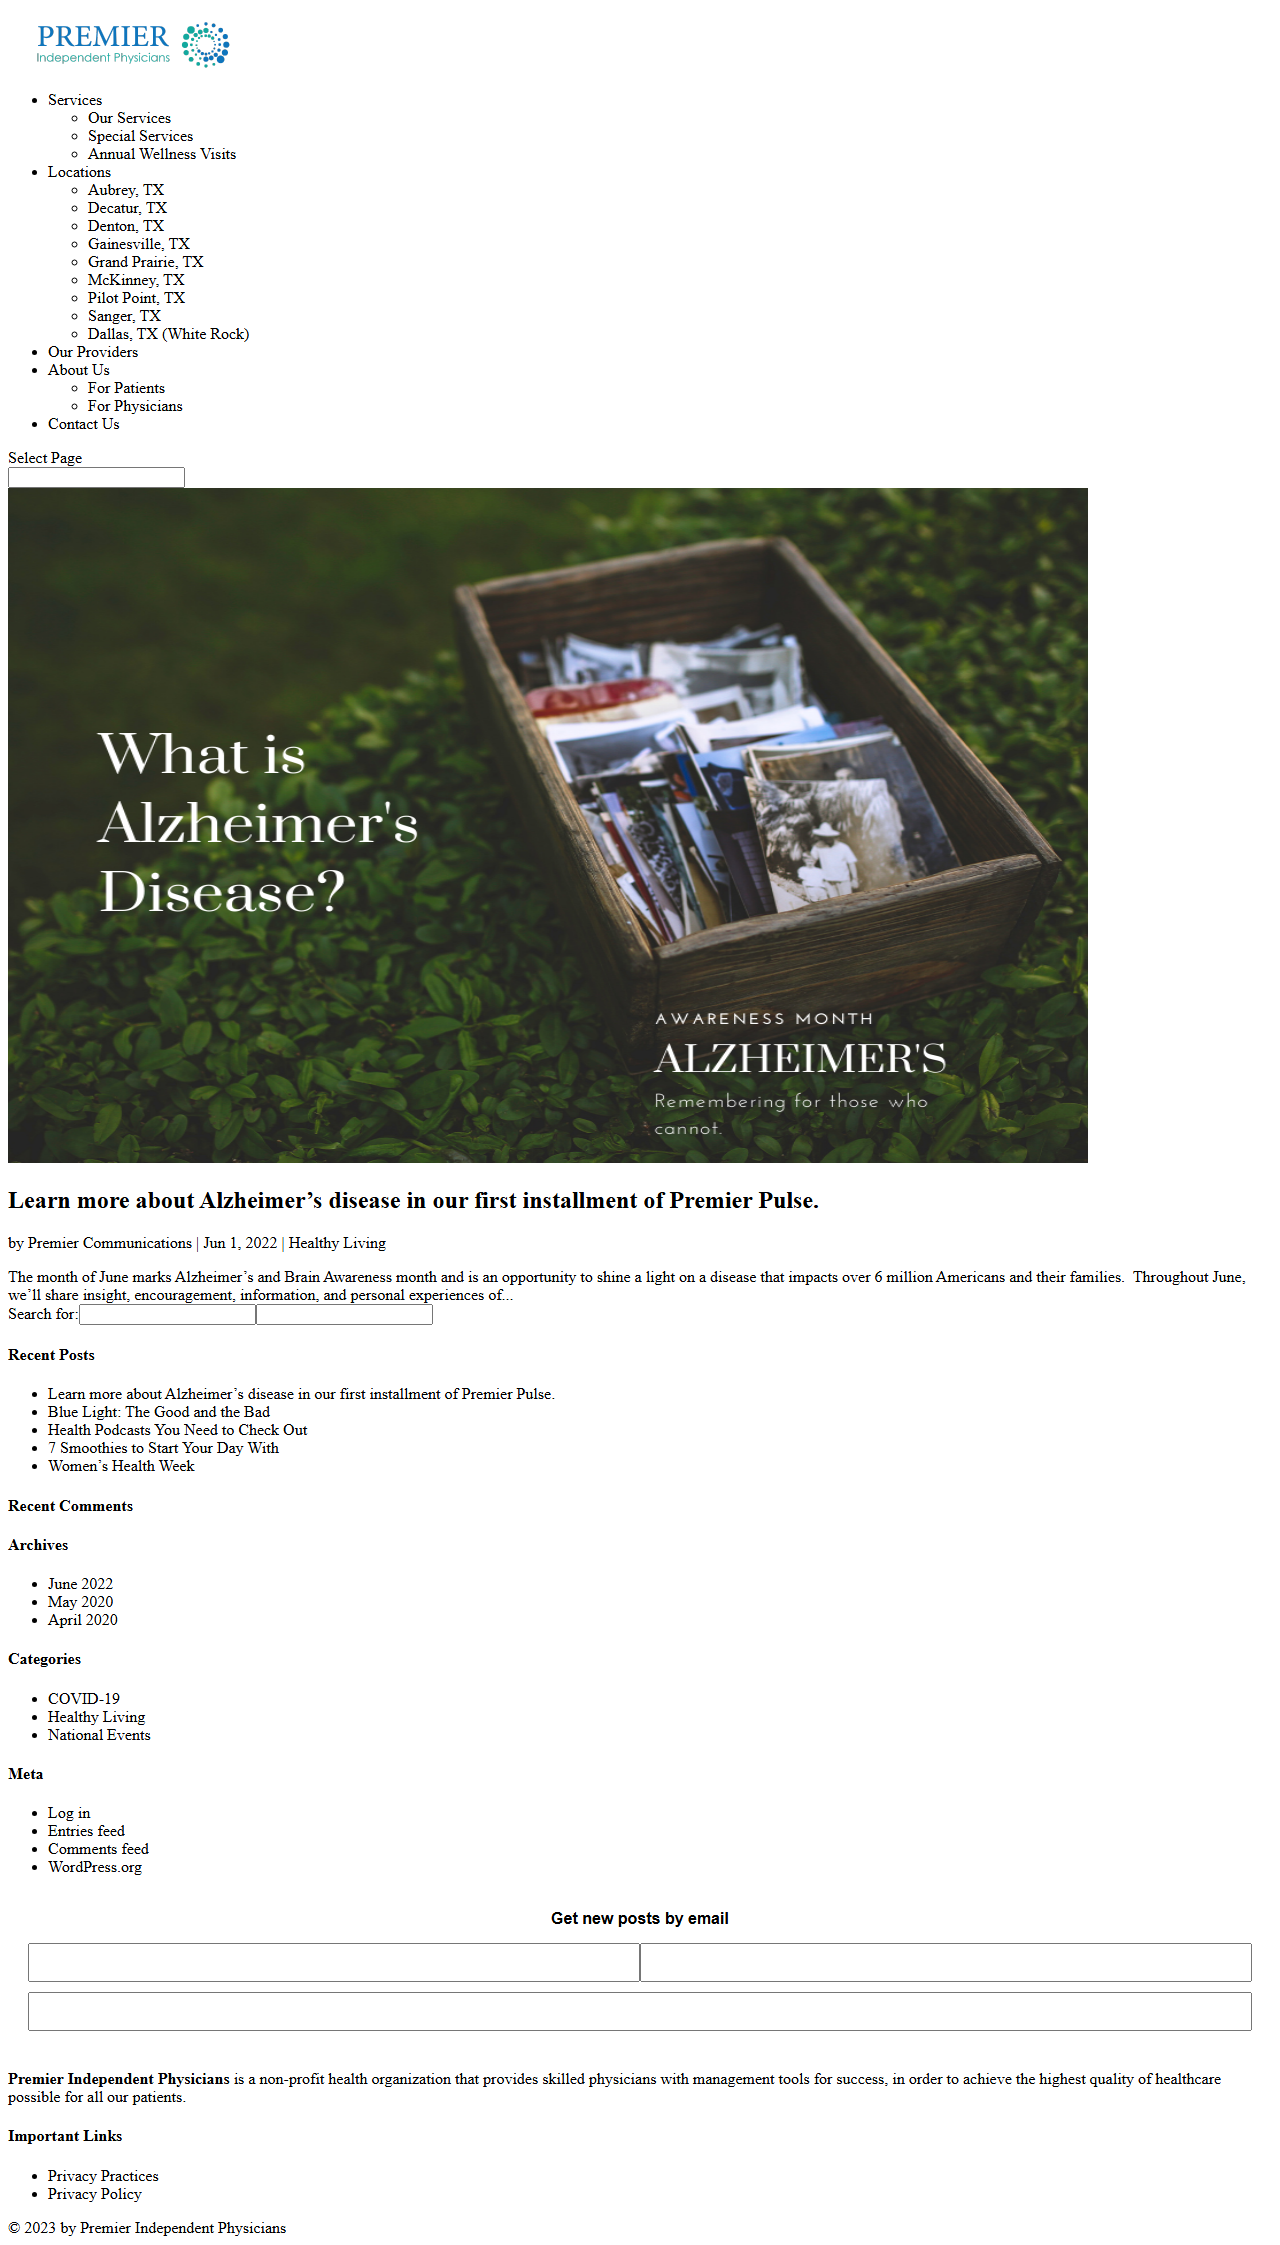 PREMIER
Independent Physicians
Services
Our Services
Special Services
Annual Wellness Visits
Locations
Aubrey, TX
Decatur, TX
Denton, TX
Gainesville, TX
Grand Prairie, TX
McKinney, TX
Pilot Point, TX
Sanger, TX
Dallas, TX (White Rock)
Our Providers
About Us
For Patients
For Physicians
Contact Us
Select Page
What is
Alzheimer's
Disease?
AWARENESS MONTH
ALZHEIMER'S
Remembering for those who
cannot.
Learn more about Alzheimer’s disease in our first installment of Premier Pulse.
by Premier Communications | Jun 1, 2022 | Healthy Living
The month of June marks Alzheimer’s and Brain Awareness month and is an opportunity to shine a light on a disease that impacts over 6 million Americans and their families.  Throughout June,
we’ll share insight, encouragement, information, and personal experiences of...
Search for:
Recent Posts
Learn more about Alzheimer’s disease in our first installment of Premier Pulse.
Blue Light: The Good and the Bad
Health Podcasts You Need to Check Out
7 Smoothies to Start Your Day With
Women’s Health Week
Recent Comments
Archives
June 2022
May 2020
April 2020
Categories
COVID-19
Healthy Living
National Events
Meta
Log in
Entries feed
Comments feed
WordPress.org
Get new posts by email
Premier Independent Physicians is a non-profit health organization that provides skilled physicians with management tools for success, in order to achieve the highest quality of healthcare
possible for all our patients.
Important Links
Privacy Practices
Privacy Policy
© 2023 by Premier Independent Physicians